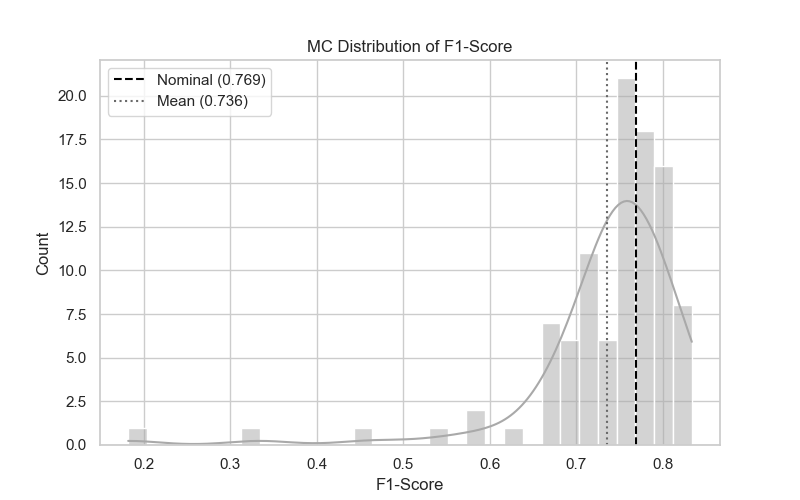 MC Distribution of F1-Score
Nominal (0.769)
Mean (0.736)
20.0
17.5
15.0
12.5
10.0
7.5
5.0
2.5
0.0
Count
0.2 0.3 0.4 0.5 0.6 0.7 0.8
F1-Score